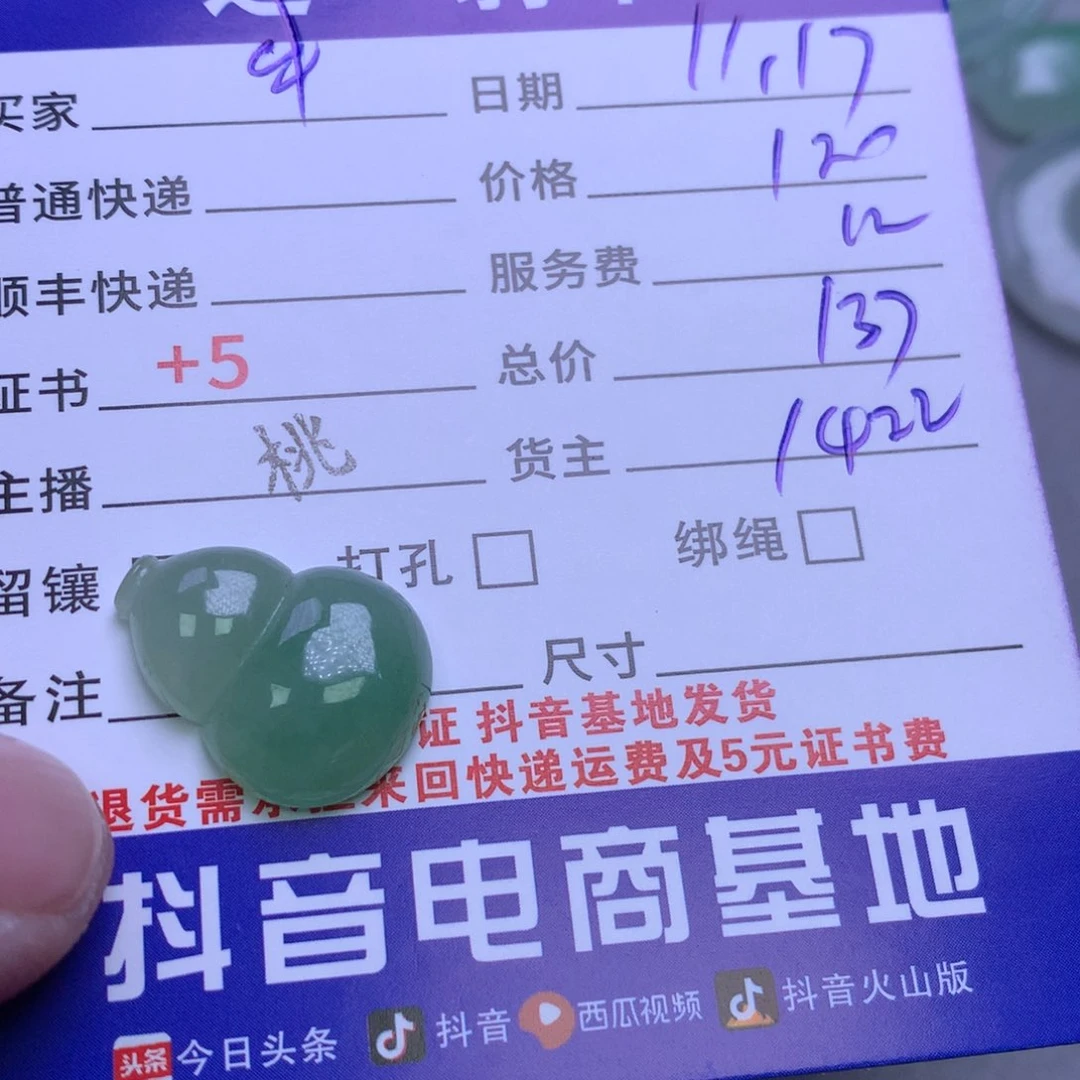 买家 日期 11.17
普通快递 价格 120
顺丰快递 服务费 12
证书 +5 总价 137
主播 桃 货主 1422
留镶 打孔 绑绳
备注 尺寸
证 抖音基地发货
退货需承担来回快递运费及5元证书费
抖音电商基地
头条 今日头条 抖音 西瓜视频 抖音火山版